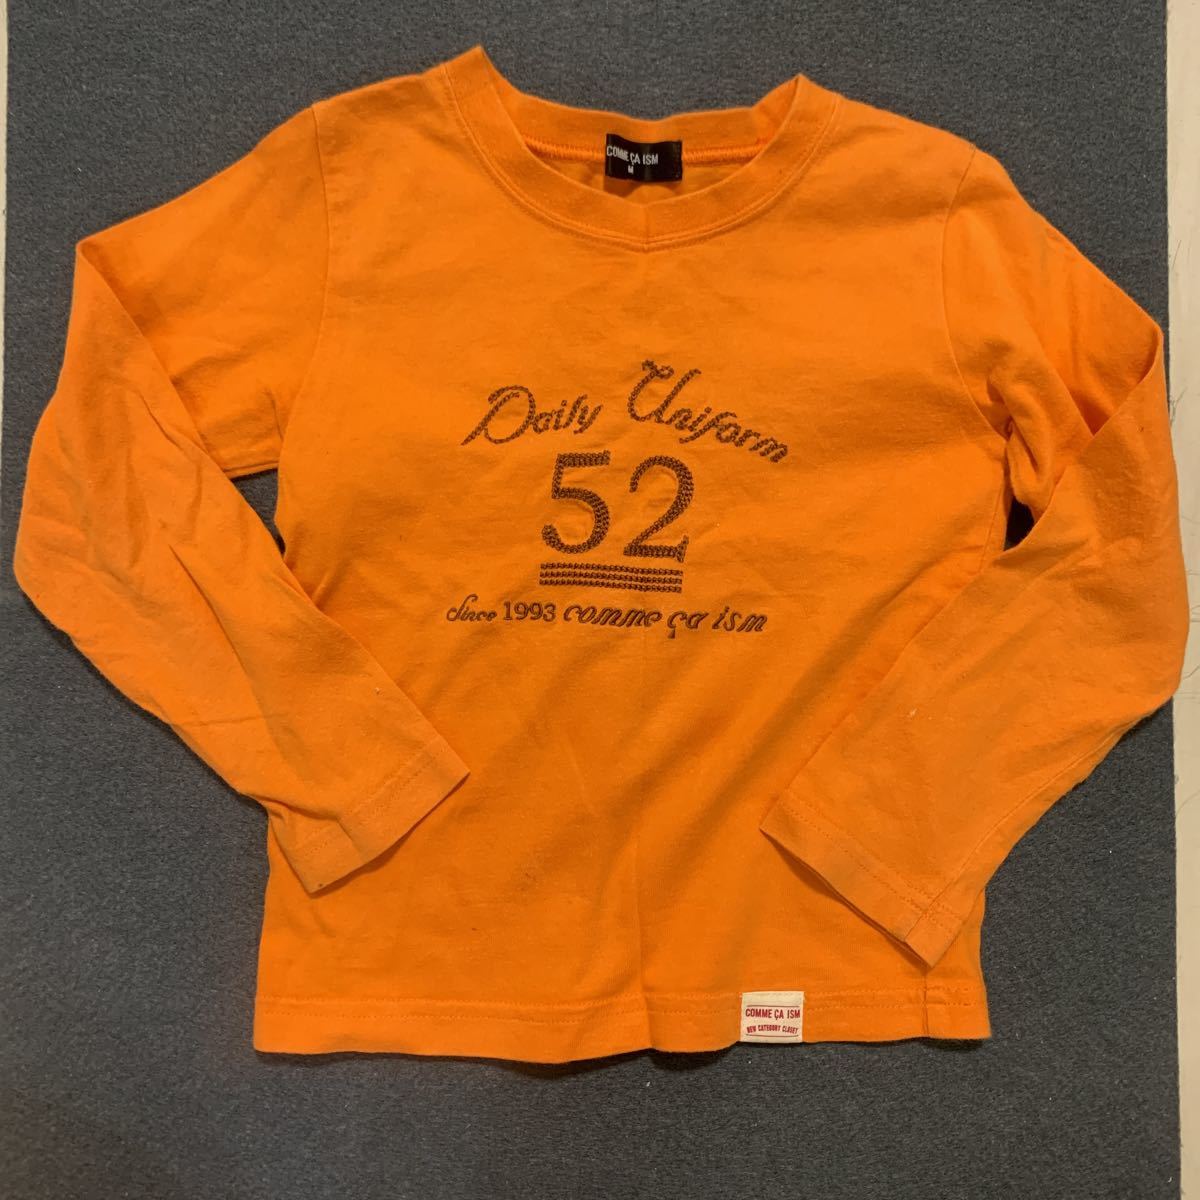 COMME ÇA ISM
M
Daily Uniform
52
Since 1993 comme ça ism
COMME ÇA ISM
NEW CATEGORY CLOSET